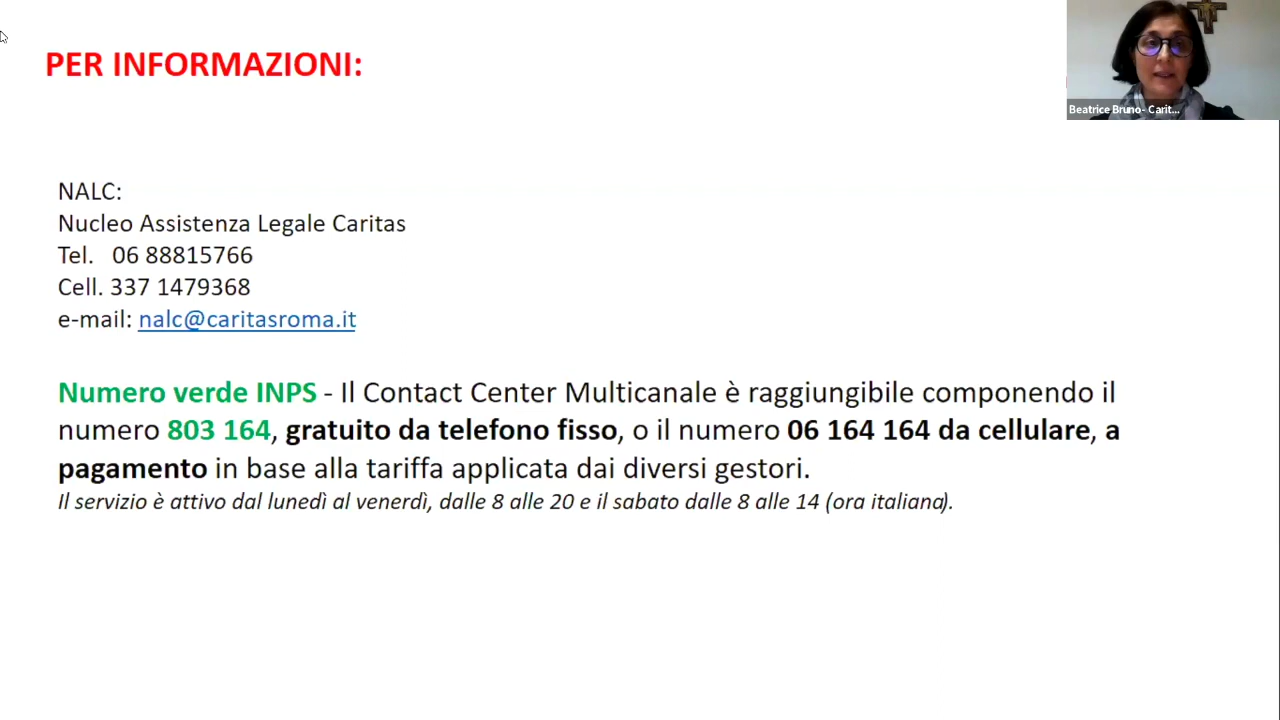 PER INFORMAZIONI:
Beatrice Bruno- Carit...
NALC:
Nucleo Assistenza Legale Caritas
Tel. 06 88815766
Cell. 337 1479368
e-mail: nalc@caritasroma.it
Numero verde INPS - Il Contact Center Multicanale è raggiungibile componendo il
numero 803 164, gratuito da telefono fisso, o il numero 06 164 164 da cellulare, a
pagamento in base alla tariffa applicata dai diversi gestori.
Il servizio è attivo dal lunedì al venerdì, dalle 8 alle 20 e il sabato dalle 8 alle 14 (ora italiana).